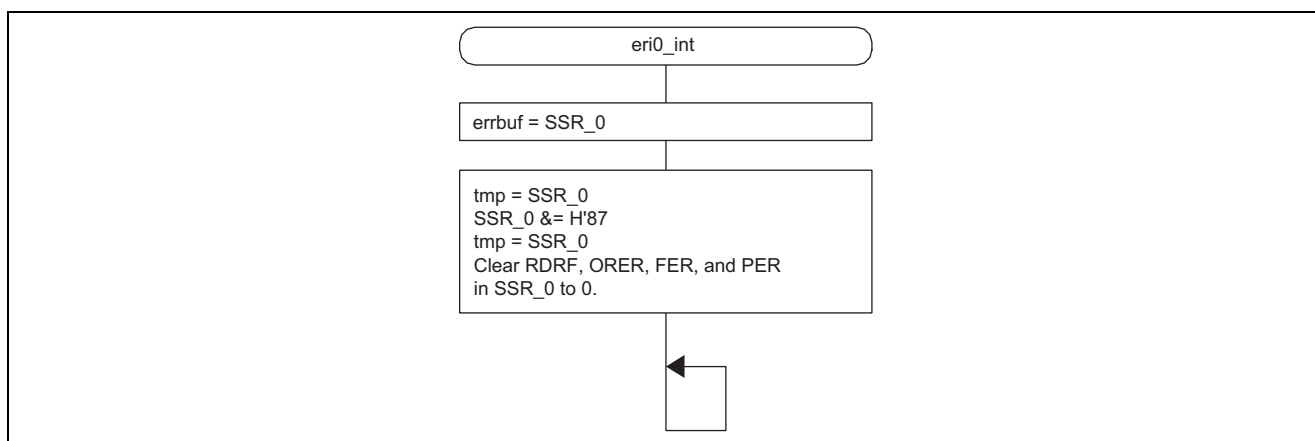 eri0_int
errbuf = SSR_0
tmp = SSR_0
SSR_0 &= H'87
tmp = SSR_0
Clear RDRF, ORER, FER, and PER
in SSR_0 to 0.